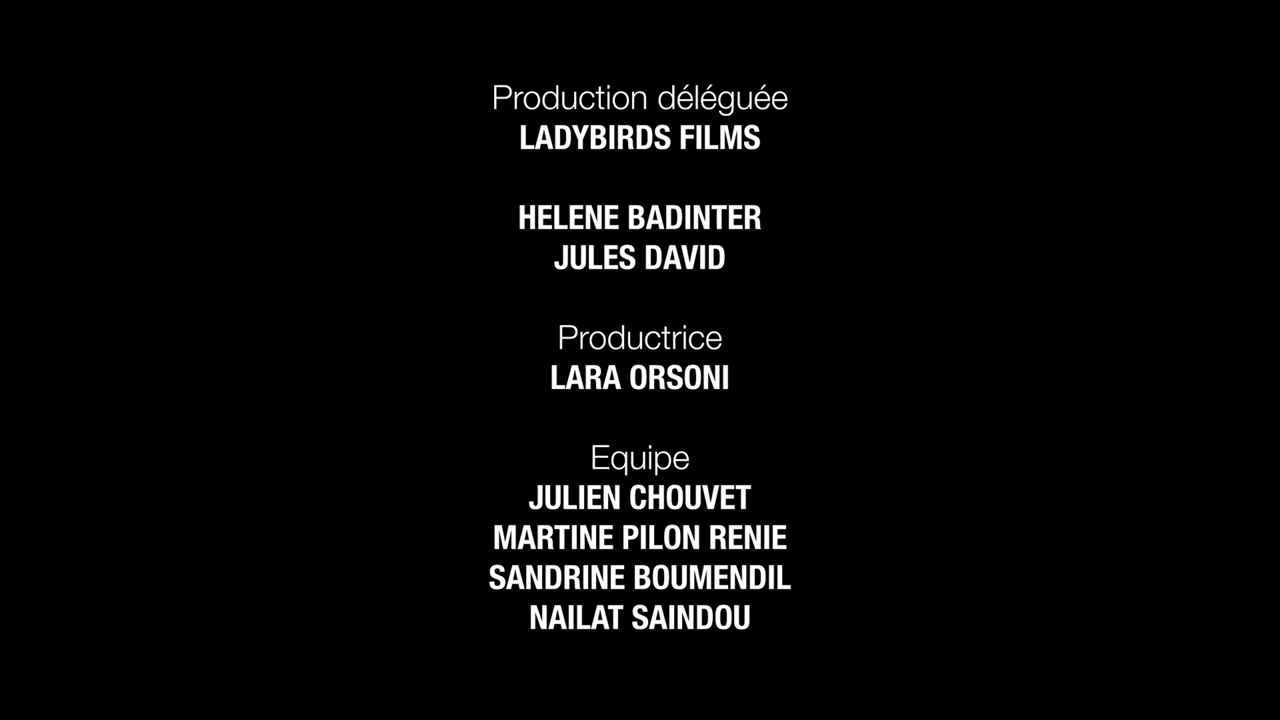 Production déléguée
LADYBIRDS FILMS
HELENE BADINTER
JULES DAVID
Productrice
LARA ORSONI
Equipe
JULIEN CHOUVET
MARTINE PILON RENIE
SANDRINE BOUMENDIL
NAILAT SAINDOU